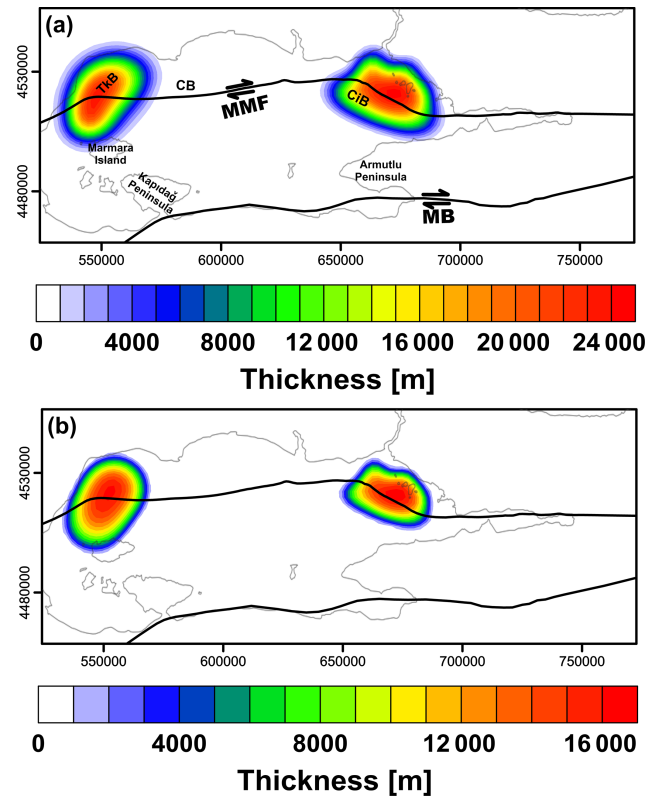 (a)
4530000
4480000
TkB
CB
MMF
CiB
Marmara
Island
Kapıdağ
Peninsula
Armutlu
Peninsula
MB
550000 600000 650000 700000 750000
0 4000 8000 12 000 16 000 20 000 24 000
Thickness [m]
(b)
4530000
4480000
550000 600000 650000 700000 750000
0 4000 8000 12 000 16 000
Thickness [m]